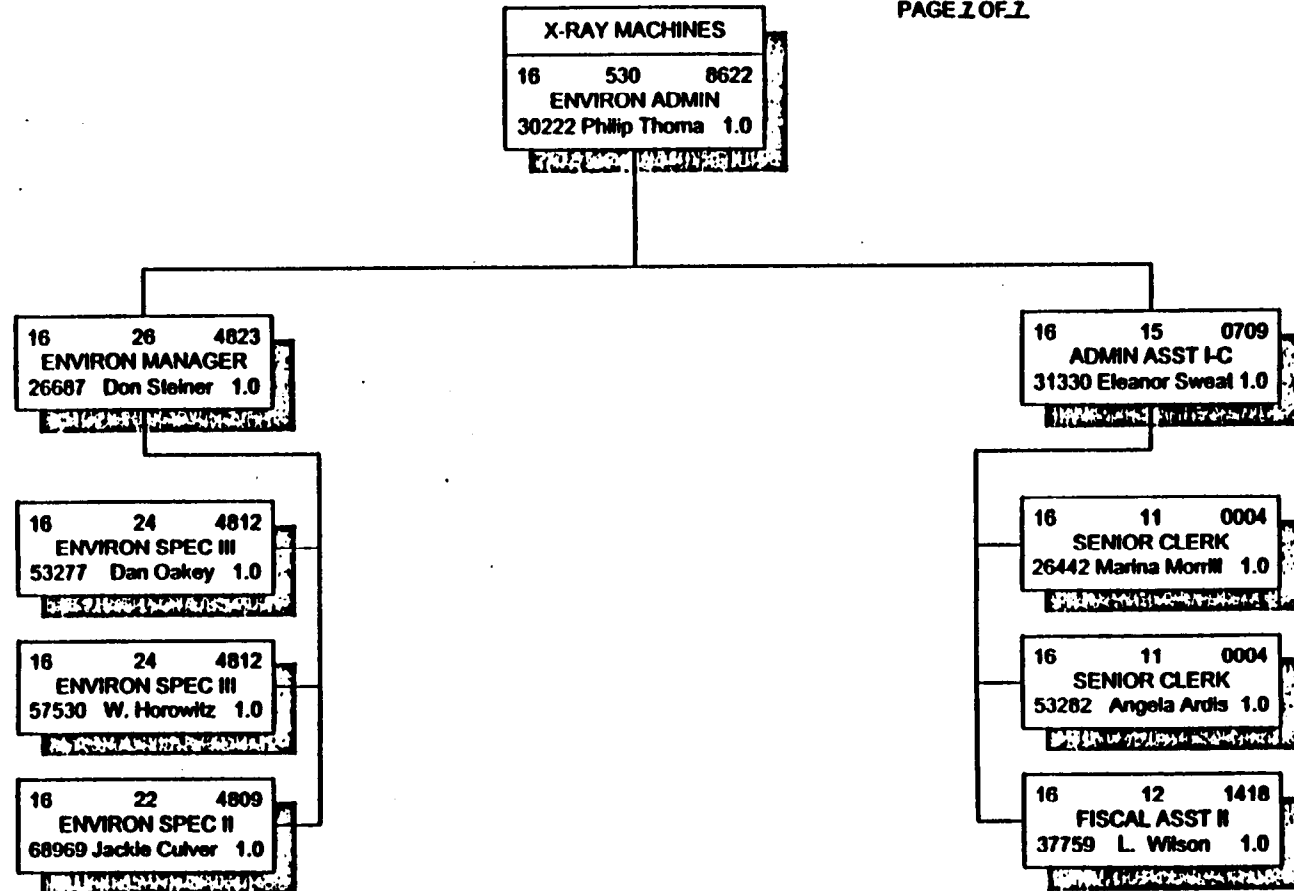 PAGE 7 OF 7
X-RAY MACHINES
16 530 8622
ENVIRON ADMIN
30222 Philip Thoma 1.0
16 26 4823
ENVIRON MANAGER
26687 Don Steiner 1.0
16 15 0709
ADMIN ASST I-C
31330 Eleanor Sweat 1.0
16 24 4812
ENVIRON SPEC III
53277 Dan Oakey 1.0
16 11 0004
SENIOR CLERK
26442 Marina Morrill 1.0
16 24 4812
ENVIRON SPEC III
57530 W. Horowitz 1.0
16 11 0004
SENIOR CLERK
53282 Angela Ardis 1.0
16 22 4809
ENVIRON SPEC II
68969 Jackie Culver 1.0
16 12 1418
FISCAL ASST II
37759 L. Wilson 1.0